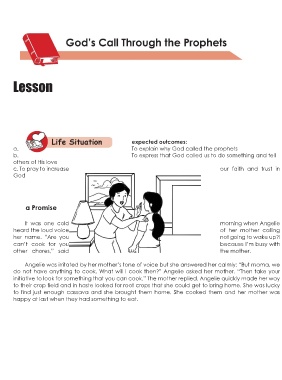 God's Call Through the Prophets
Lesson
Life Situation
expected outcomes:
a. To explain why God called the prophets
b. To express that God called us to do something and tell
others of His love
c. To pray to increase our faith and trust in
God
a Promise
It was one cold morning when Angelie
heard the loud voice of her mother calling
her name. "Are you not going to wake up?!
can't cook for you because I'm busy with
other chores," said the mother.
Angelie was irritated by her mother's tone of voice but she answered her calmly: "But moma, we
do not have anything to cook. What will I cook then?" Angelie asked her mother. "Then take your
initiative to look for something that you can cook," The mother replied. Angelie quickly made way
to their crop field and in haste looked for root crops that she could get to bring home. She was lucky
to find just enough cassava and she brought them home. She cooked them and her mother was
happy at last when they had something to eat.